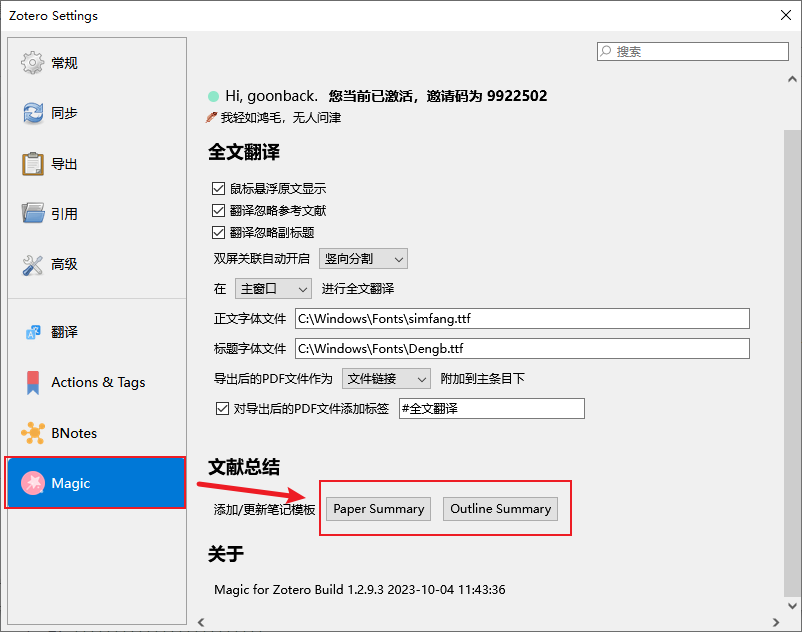 Zotero Settings
搜索
常规
同步
导出
引用
高级
翻译
Actions & Tags
BNotes
Magic
Hi, goonback. 您当前已激活，邀请码为 9922502
我轻如鸿毛，无人问津
全文翻译
鼠标悬浮原文显示
翻译忽略参考文献
翻译忽略副标题
双屏关联自动开启 竖向分割
在 主窗口 进行全文翻译
正文字体文件 C:\Windows\Fonts\simfang.ttf
标题字体文件 C:\Windows\Fonts\Dengb.ttf
导出后的PDF文件作为 文件链接 附加到主条目下
对导出后的PDF文件添加标签 #全文翻译
文献总结
添加/更新笔记模板 Paper Summary Outline Summary
关于
Magic for Zotero Build 1.2.9.3 2023-10-04 11:43:36